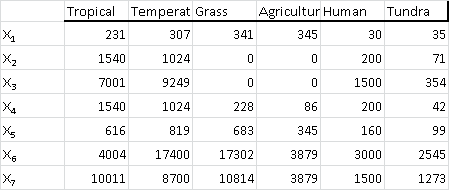 Tropical Temperat Grass Agricultur Human Tundra
X1 231 307 341 345 30 35
X2 1540 1024 0 0 200 71
X3 7001 9249 0 0 1500 354
X4 1540 1024 228 86 200 42
X5 616 819 683 345 160 99
X6 4004 17400 17302 3879 3000 2545
X7 10011 8700 10814 3879 1500 1273